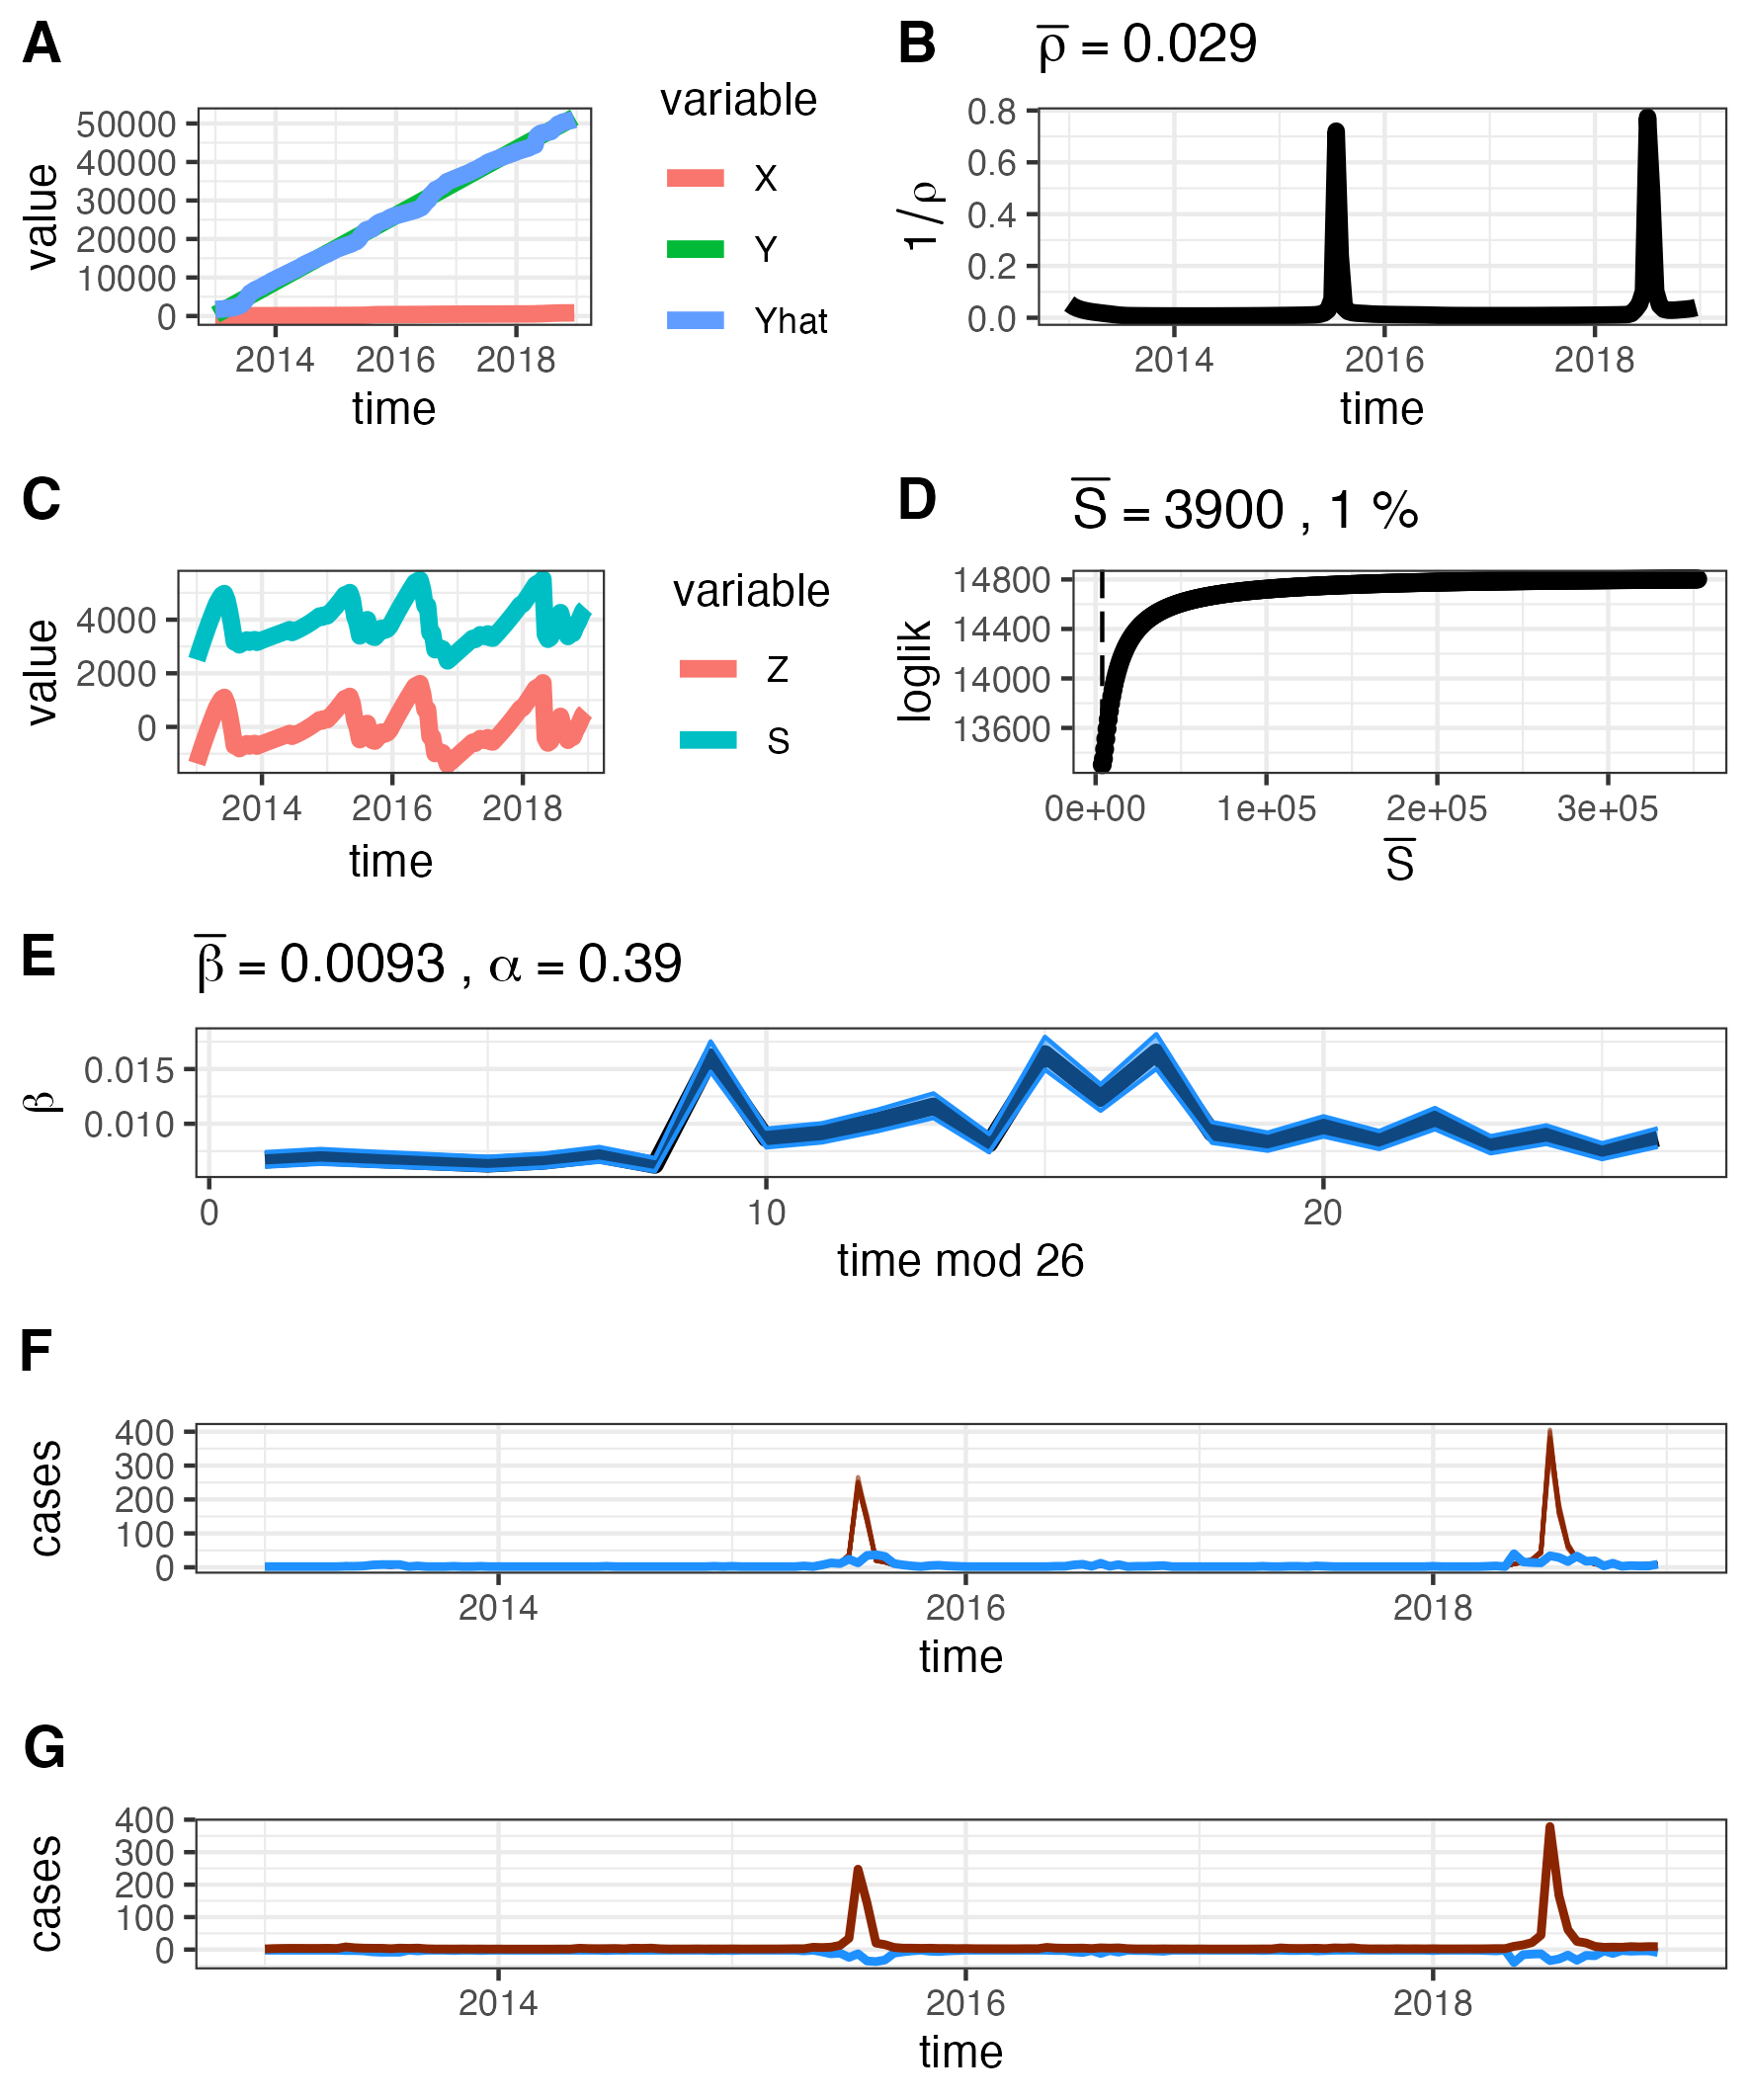 A
value
50000
40000
30000
20000
10000
0
2014 2016 2018
time
variable
X
Y
Yhat
B
ρ̅ = 0.029
1/ρ
0.8
0.6
0.4
0.2
0.0
2014 2016 2018
time
C
value
4000
2000
0
2014 2016 2018
time
variable
Z
S
D
S̅ = 3900 , 1 %
loglik
14800
14400
14000
13600
0e+00 1e+05 2e+05 3e+05
S̅
E
β̅ = 0.0093 , α = 0.39
β
0.015
0.010
0 10 20
time mod 26
F
cases
400
300
200
100
0
2014 2016 2018
time
G
cases
400
300
200
100
0
2014 2016 2018
time